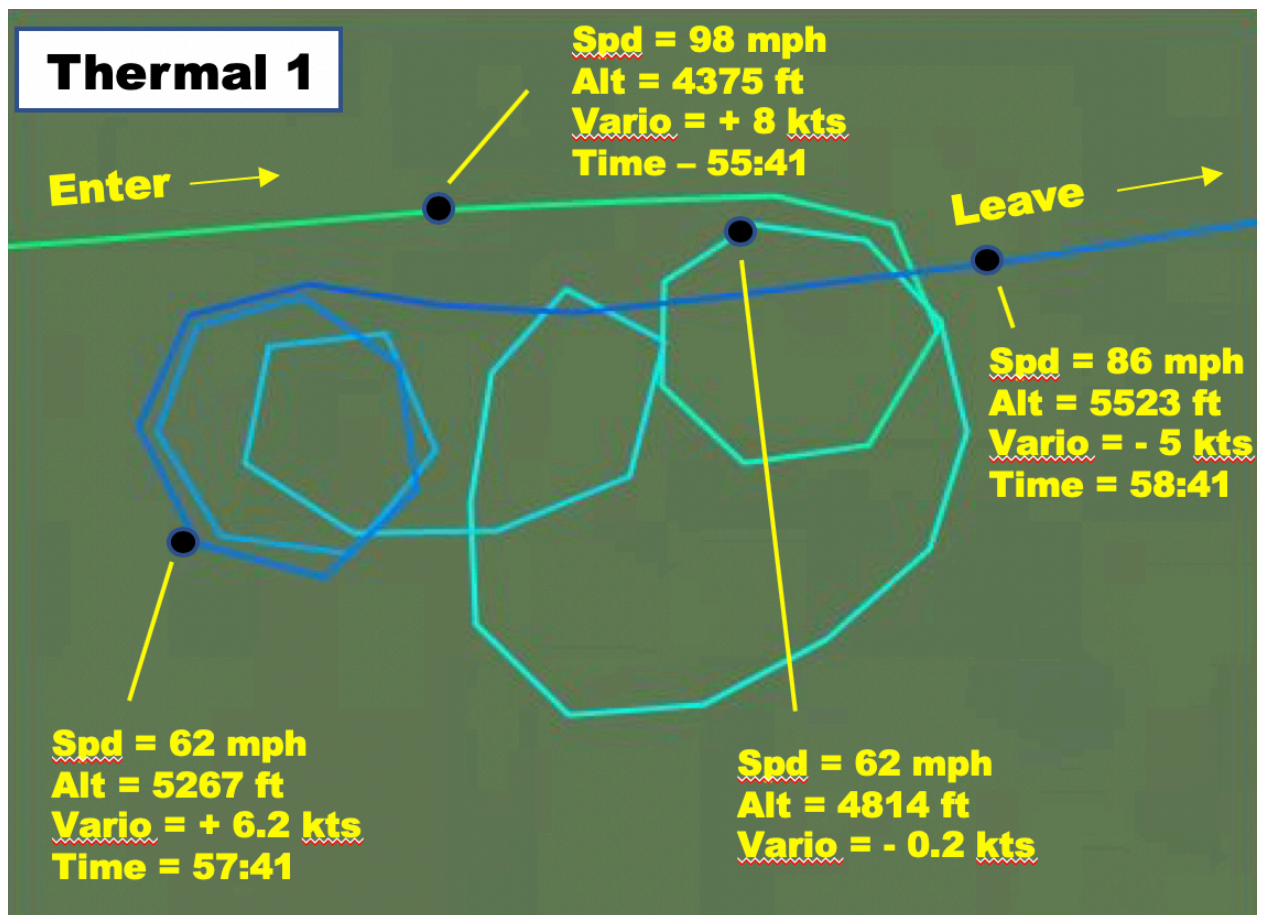 Thermal 1
Spd = 98 mph
Alt = 4375 ft
Vario = + 8 kts
Time – 55:41
Enter
Leave
Spd = 86 mph
Alt = 5523 ft
Vario = - 5 kts
Time = 58:41
Spd = 62 mph
Alt = 5267 ft
Vario = + 6.2 kts
Time = 57:41
Spd = 62 mph
Alt = 4814 ft
Vario = - 0.2 kts